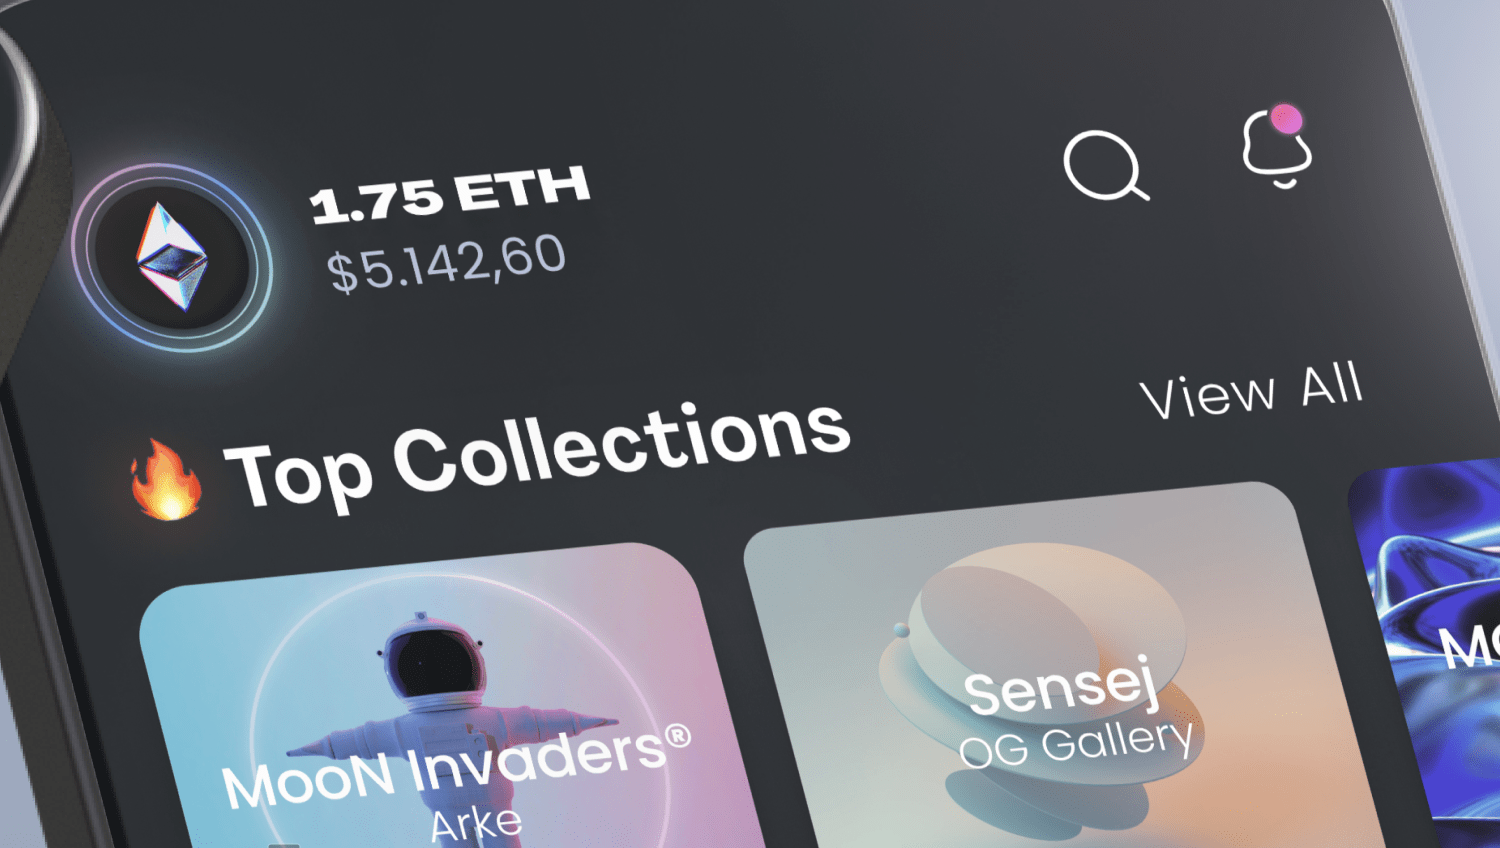 1.75 ETH
$5.142,60
Top Collections
View All
MooN Invaders®
Arke
Sensej
OG Gallery